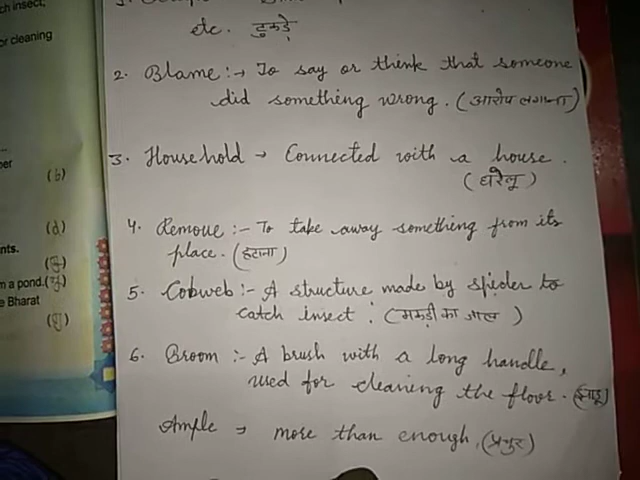 ch insect,
or cleaning
(b)
(d)
nts.
m a pond.
e Bharat
etc. टुकड़े
2. Blame :→ To say or think that someone
did something wrong. (आरोप लगाना)
3. Household → Connected with a house.
(घरेलू)
4. Remove :- To take away something from its
place. (हटाना)
5. Cobweb :- A structure made by spider to
catch insect. (मकड़ी का जाल)
6. Broom :- A brush with a long handle,
used for cleaning the floor. (झाड़ू)
Ample → more than enough. (प्रचुर)